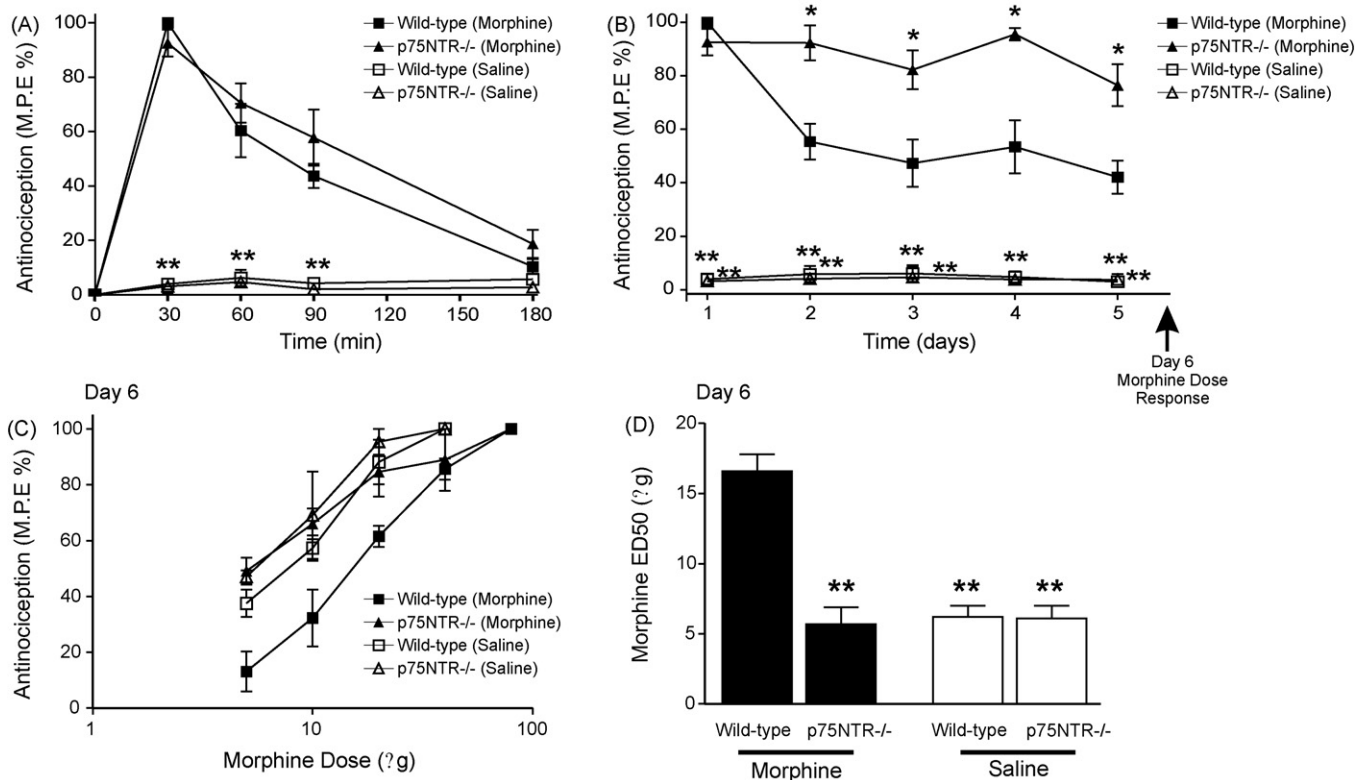 (A)
Antinociception (M.P.E %)
100
80
60
40
20
0
** ** **
0 30 60 90 120 150 180
Time (min)
Wild-type (Morphine)
p75NTR-/- (Morphine)
Wild-type (Saline)
p75NTR-/- (Saline)
(B)
Antinociception (M.P.E %)
100
80
60
40
20
0
* * * *
** ** ** ** **
** ** ** **
1 2 3 4 5
Time (days)
Wild-type (Morphine)
p75NTR-/- (Morphine)
Wild-type (Saline)
p75NTR-/- (Saline)
Day 6
Morphine Dose
Response
Day 6
(C)
Antinociception (M.P.E %)
100
80
60
40
20
0
1 10 100
Morphine Dose (?g)
Wild-type (Morphine)
p75NTR-/- (Morphine)
Wild-type (Saline)
p75NTR-/- (Saline)
Day 6
(D)
Morphine ED50 (?g)
20
15
10
5
0
** ** **
Wild-type p75NTR-/- Wild-type p75NTR-/-
Morphine Saline